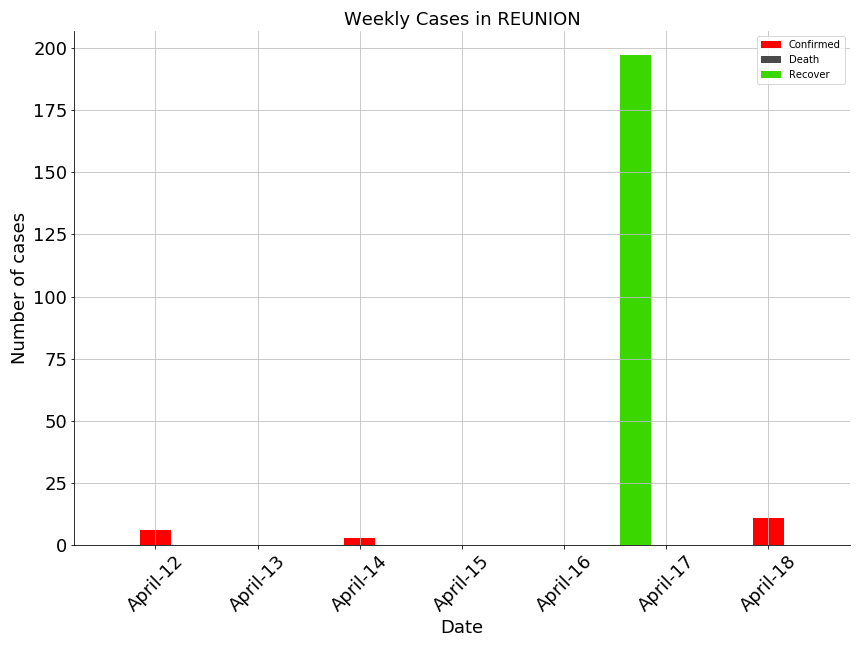 Weekly Cases in REUNION
Confirmed
Death
Recover
Number of cases
200
175
150
125
100
75
50
25
0
April-12
April-13
April-14
April-15
April-16
April-17
April-18
Date